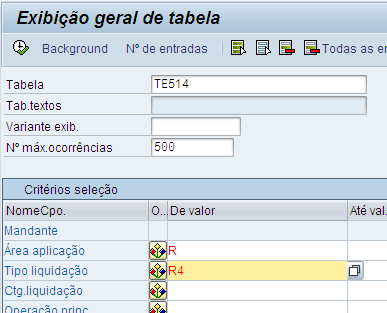 Exibição geral de tabela
Background Nº de entradas Todas as en
Tabela TE514
Tab.textos
Variante exib.
Nº máx.ocorrências 500
Critérios seleção
NomeCpo. O... De valor Até val.
Mandante
Área aplicação R
Tipo liquidação R4
Ctg.liquidação
Operação princ